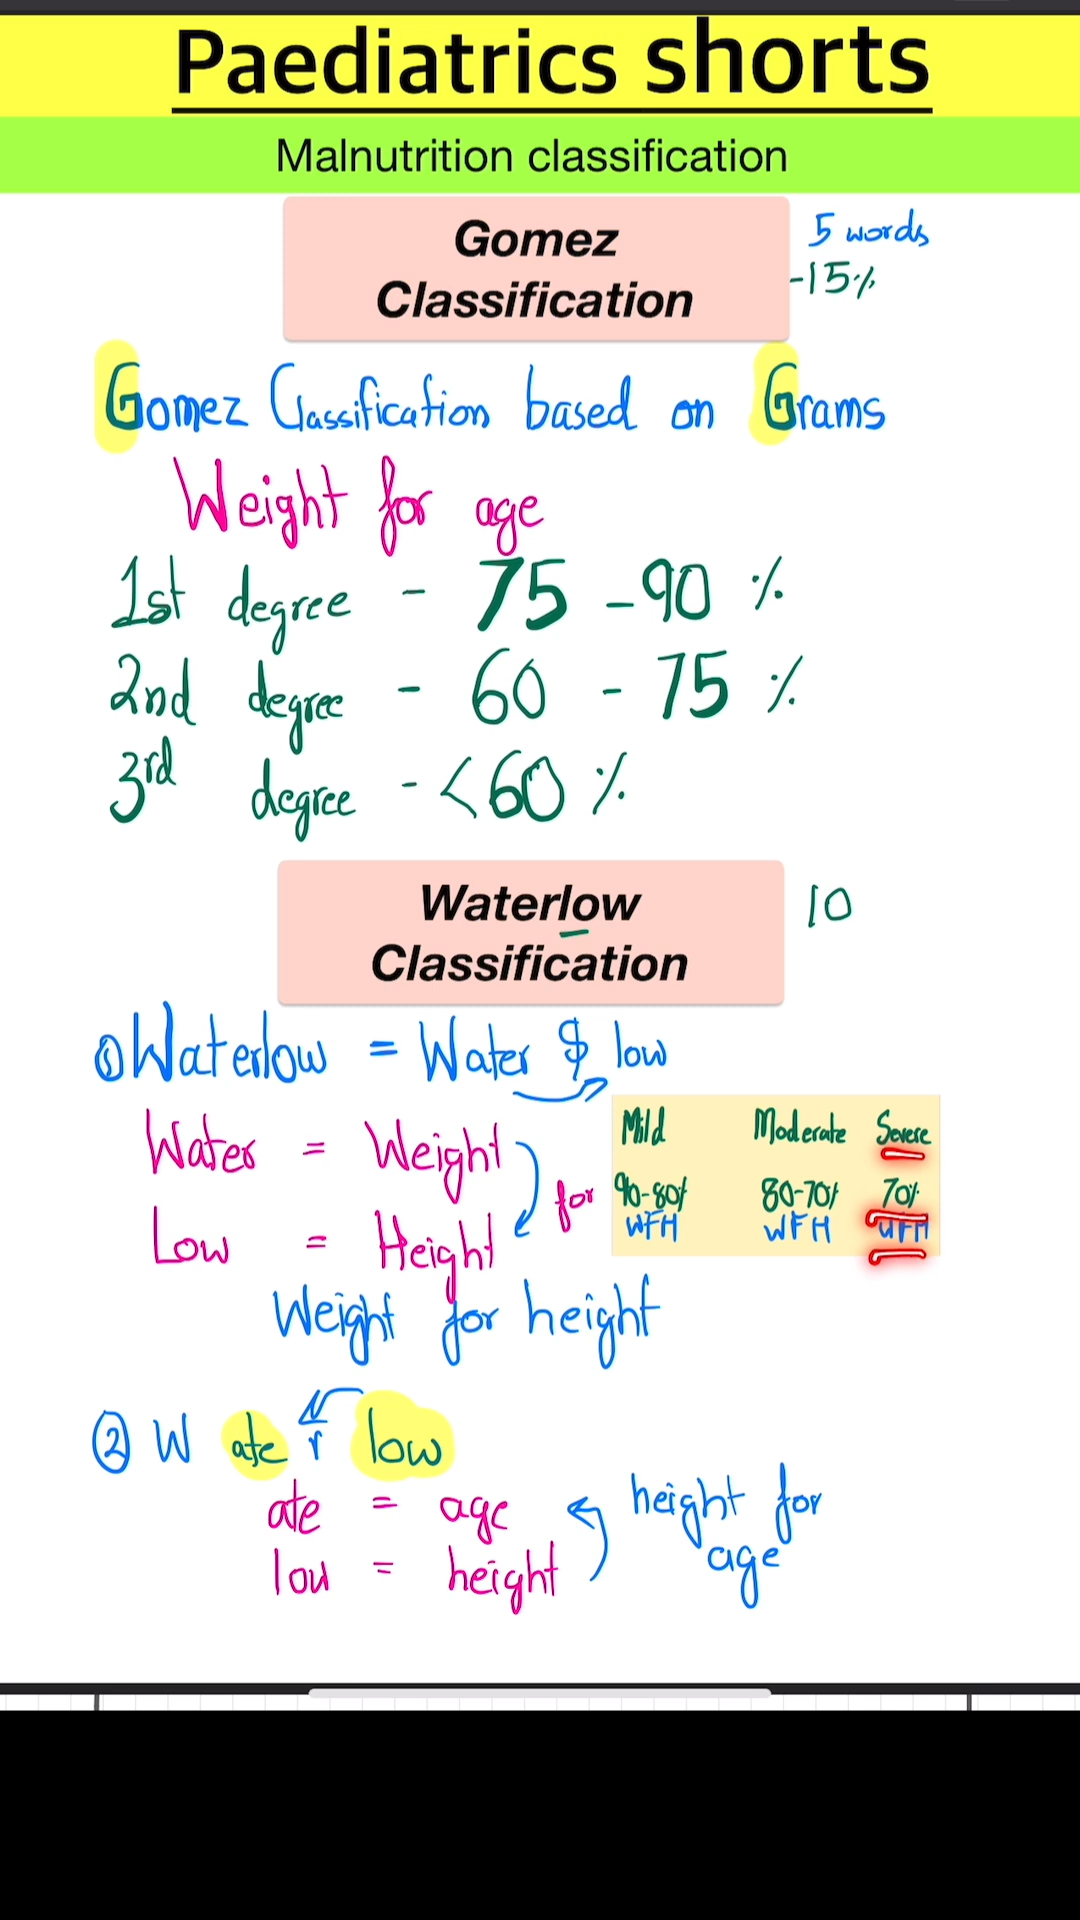 Paediatrics shorts
Malnutrition classification
Gomez
Classification
5 words
-15%
Gomez Classification based on Grams
Weight for age
1st degree - 75 - 90 %
2nd degree - 60 - 75 %
3rd degree - <60 %
Waterlow
Classification
10
① Waterlow = Water & low
Water = Weight
Low = Height
for
Mild Moderate Severe
90-80% 80-70% 70%
WFH WFH WFH
Weight for height
② W ate r low
ate = age
low = height
height for
age